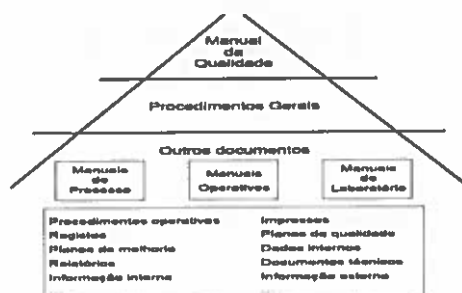 Manual
da
Qualidade
Procedimentos Gerais
Outros documentos
Manuais
de
Processo
Manuais
Operativos
Manuais
de
Laboratório
Procedimentos operativos
Registos
Planos de melhoria
Relatórios
Informação interna
Impressos
Planos de qualidade
Dados internos
Documentos técnicos
Informação externa